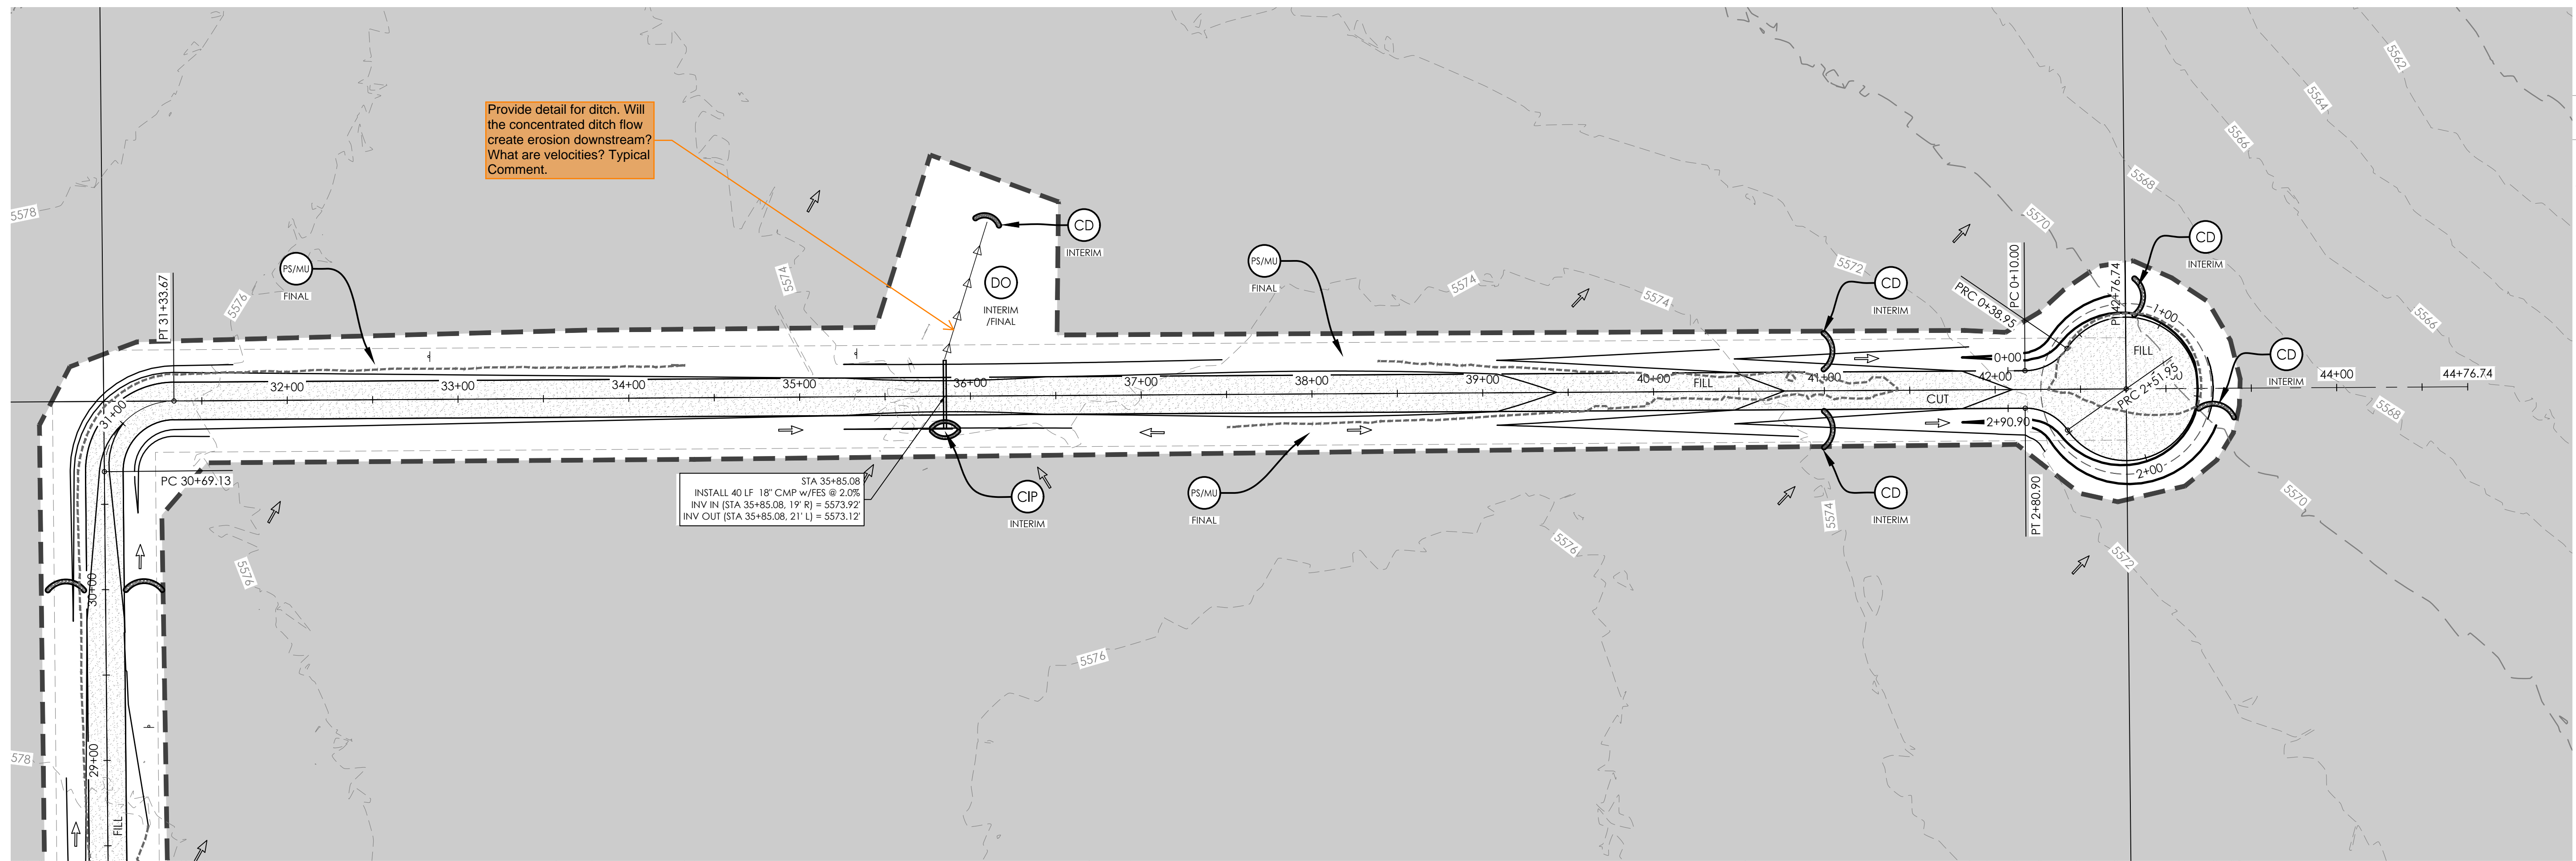 Provide detail for ditch. Will
the concentrated ditch flow
create erosion downstream?
What are velocities? Typical
Comment.
5562
5564
5566
5568
5570
5578
5576
5574
5574
5574
5572
CD
INTERIM
CD
INTERIM
DO
INTERIM
/FINAL
PS/MU
FINAL
PS/MU
FINAL
CD
INTERIM
PT 31+33.67
PRC 0+38.95
PC 0+10.00
PT 42+76.74
1+00
FILL
5566
CD
INTERIM
0+00
32+00
33+00
34+00
35+00
36+00
37+00
38+00
39+00
40+00
FILL
41+00
42+00
PRC 2+51.95
44+00
44+76.74
31+00
CUT
2+90.90
5568
2+00
PC 30+69.13
STA 35+85.08
INSTALL 40 LF 18" CMP w/FES @ 2.0%
INV IN (STA 35+85.08, 19' R) = 5573.92'
INV OUT (STA 35+85.08, 21' L) = 5573.12'
CIP
INTERIM
PS/MU
FINAL
CD
INTERIM
5574
PT 2+80.90
5570
5576
5576
5572
30+00
5576
5578
29+00
FILL